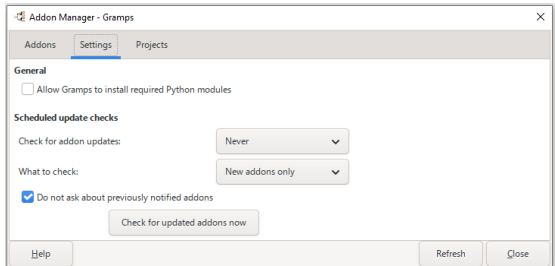 Addon Manager - Gramps
Addons Settings Projects
General
Allow Gramps to install required Python modules
Scheduled update checks
Check for addon updates: Never
What to check: New addons only
Do not ask about previously notified addons
Check for updated addons now
Help Refresh Close